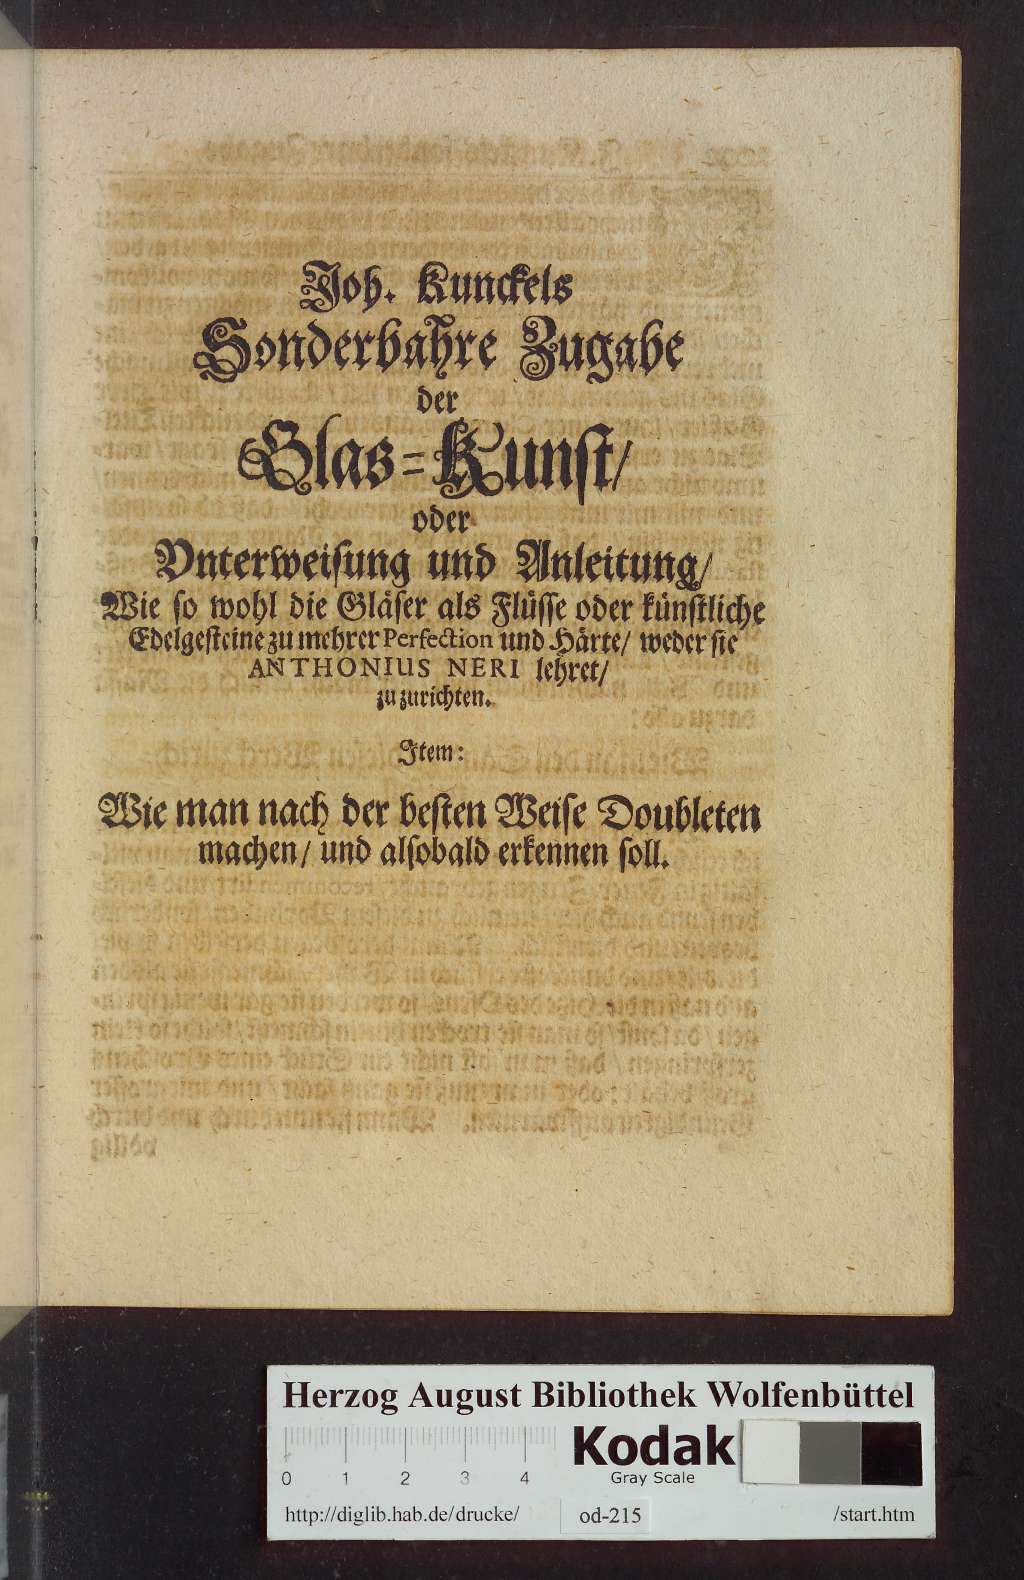 Joh. Kunckels
Sonderbahre Zugabe
der
Glas=Kunst/
oder
Vnterweisung und Anleitung/
Wie so wohl die Gläser als Flüsse oder künstliche
Edelgesteine zu mehrer Perfection und Härte/ weder sie
ANTHONIUS NERI lehret/
zu zurichten.
Item:
Wie man nach der besten Weise Doubleten
machen/ und alsobald erkennen soll.
Herzog August Bibliothek Wolfenbüttel
Kodak
Gray Scale
0 1 2 3 4
http://diglib.hab.de/drucke/ od-215 /start.htm